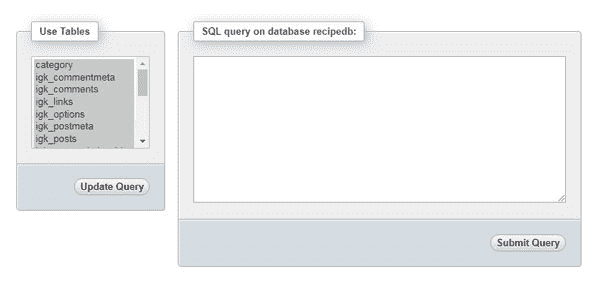 Use Tables
category
igk_commentmeta
igk_comments
igk_links
igk_options
igk_postmeta
igk_posts
Update Query
SQL query on database recipedb:
Submit Query